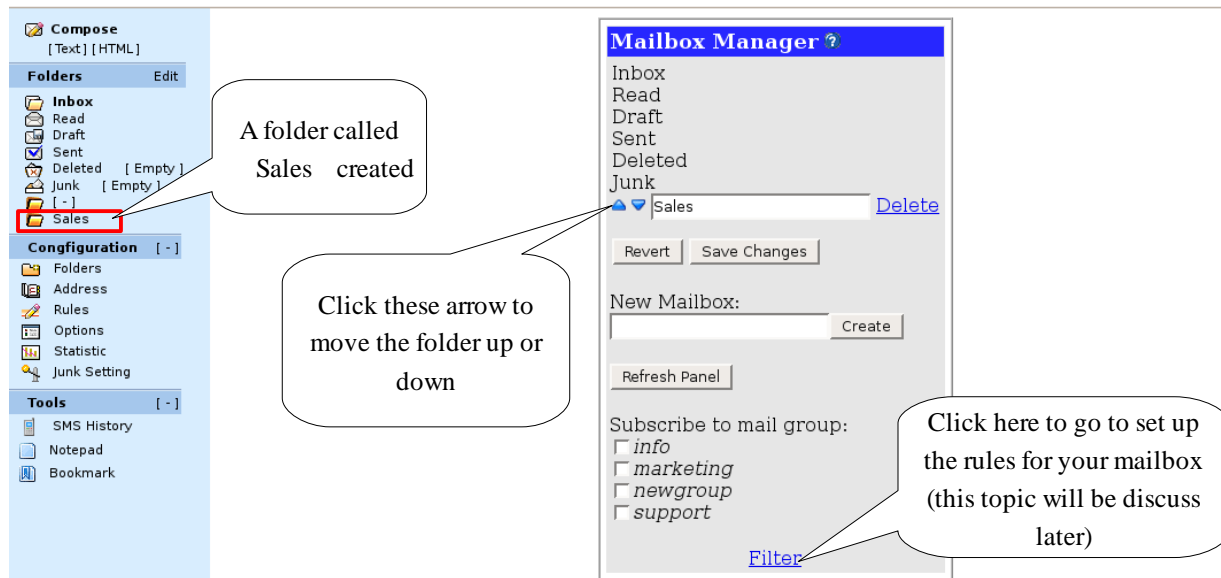 Compose
[Text] [HTML]
Folders Edit
Inbox
Read
Draft
Sent
Deleted [ Empty ]
Junk [ Empty ]
[ - ]
Sales
Congfiguration [ - ]
Folders
Address
Rules
Options
Statistic
Junk Setting
Tools [ - ]
SMS History
Notepad
Bookmark
A folder called
Sales created
Click these arrow to
move the folder up or
down
Mailbox Manager ?
Inbox
Read
Draft
Sent
Deleted
Junk
Sales Delete
Revert Save Changes
New Mailbox:
Create
Refresh Panel
Subscribe to mail group:
info
marketing
newgroup
support
Filter
Click here to go to set up
the rules for your mailbox
(this topic will be discuss
later)